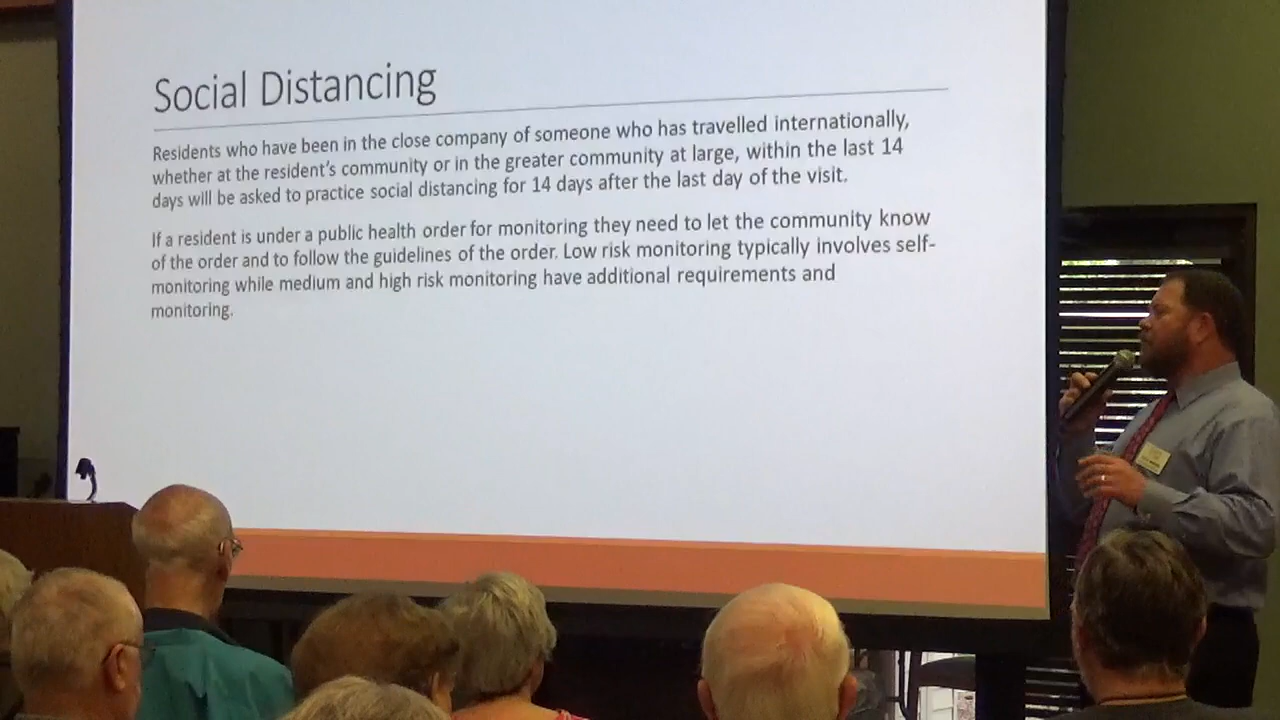 Social Distancing
Residents who have been in the close company of someone who has travelled internationally,
whether at the resident's community or in the greater community at large, within the last 14
days will be asked to practice social distancing for 14 days after the last day of the visit.
If a resident is under a public health order for monitoring they need to let the community know
of the order and to follow the guidelines of the order. Low risk monitoring typically involves self-
monitoring while medium and high risk monitoring have additional requirements and
monitoring.